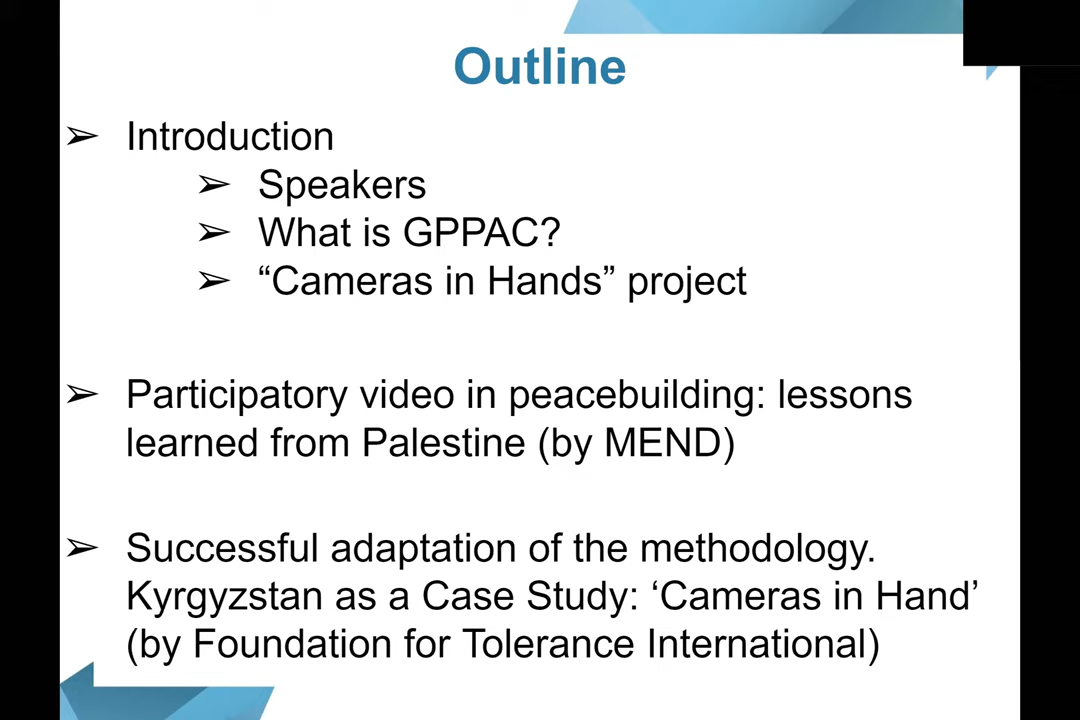 Outline
➢ Introduction
➢ Speakers
➢ What is GPPAC?
➢ “Cameras in Hands” project
➢ Participatory video in peacebuilding: lessons
learned from Palestine (by MEND)
➢ Successful adaptation of the methodology.
Kyrgyzstan as a Case Study: ‘Cameras in Hand’
(by Foundation for Tolerance International)